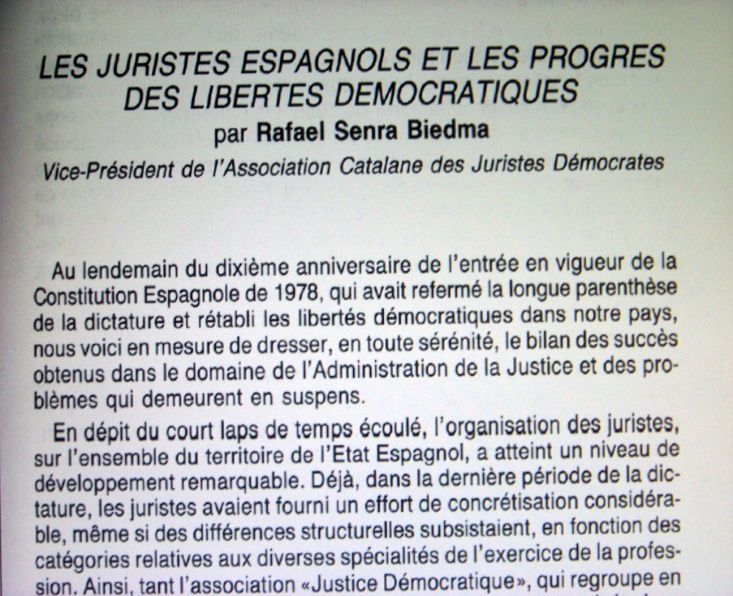 LES JURISTES ESPAGNOLS ET LES PROGRES
DES LIBERTES DEMOCRATIQUES
par Rafael Senra Biedma
Vice-Président de l'Association Catalane des Juristes Démocrates
Au lendemain du dixième anniversaire de l'entrée en vigueur de la
Constitution Espagnole de 1978, qui avait refermé la longue parenthèse
de la dictature et rétabli les libertés démocratiques dans notre pays,
nous voici en mesure de dresser, en toute sérénité, le bilan des succès
obtenus dans le domaine de l'Administration de la Justice et des pro-
blèmes qui demeurent en suspens.
En dépit du court laps de temps écoulé, l'organisation des juristes,
sur l'ensemble du territoire de l'Etat Espagnol, a atteint un niveau de
développement remarquable. Déjà, dans la dernière période de la dic-
tature, les juristes avaient fourni un effort de concrétisation considéra-
ble, même si des différences structurelles subsistaient, en fonction des
catégories relatives aux diverses spécialités de l'exercice de la profes-
sion. Ainsi, tant l'association «Justice Démocratique», qui regroupe en